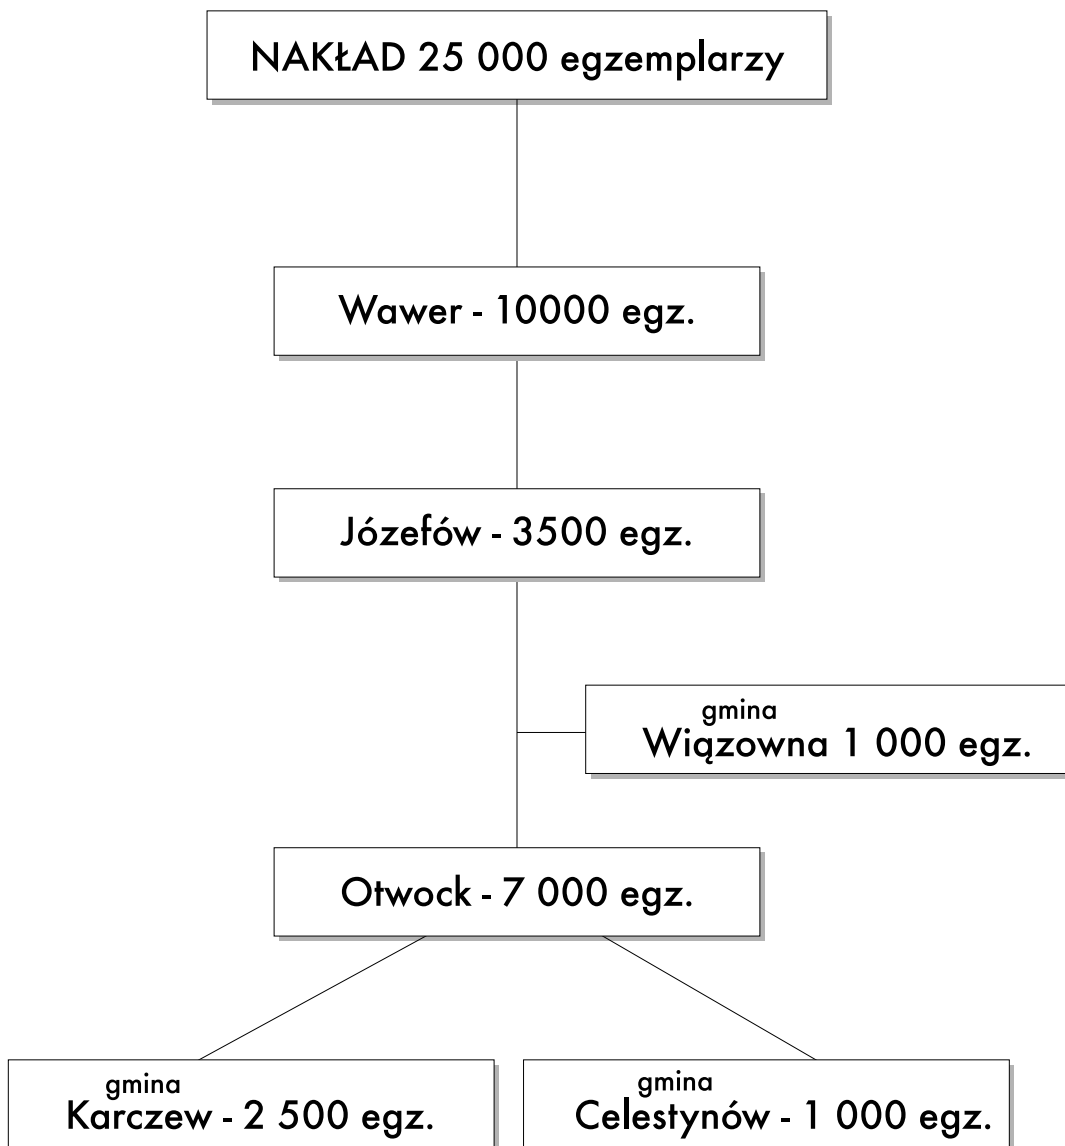 NAKŁAD 25 000 egzemplarzy
Wawer - 10000 egz.
Józefów - 3500 egz.
gmina
Wiązowna 1 000 egz.
Otwock - 7 000 egz.
gmina
Karczew - 2 500 egz.
gmina
Celestynów - 1 000 egz.